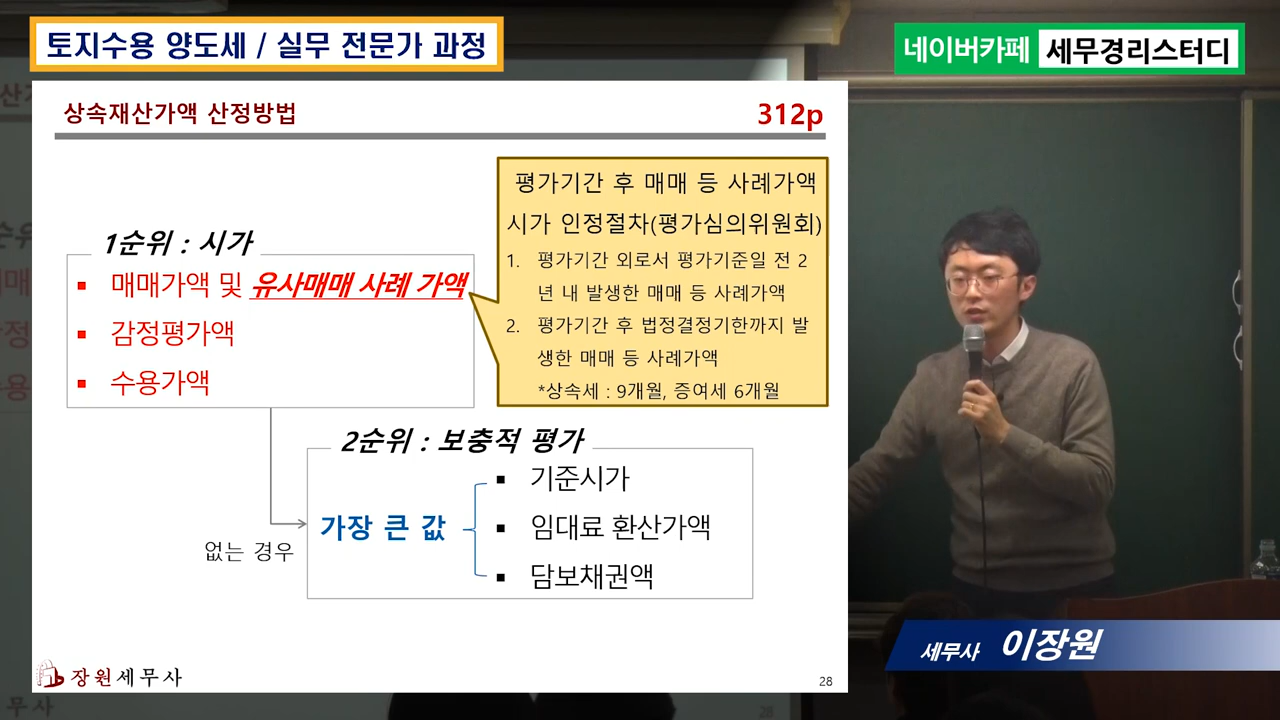 토지수용 양도세 / 실무 전문가 과정
네이버카페 세무경리스터디
상속재산가액 산정방법
312p
평가기간 후 매매 등 사례가액
시가 인정절차(평가심의위원회)
1. 평가기간 외로서 평가기준일 전 2
년 내 발생한 매매 등 사례가액
2. 평가기간 후 법정결정기한까지 발
생한 매매 등 사례가액
*상속세 : 9개월, 증여세 6개월
1순위 : 시가
▪ 매매가액 및 유사매매 사례 가액
▪ 감정평가액
▪ 수용가액
없는 경우
2순위 : 보충적 평가
가장 큰 값
▪ 기준시가
▪ 임대료 환산가액
▪ 담보채권액
장원세무사
28
세무사 이장원
무사
28